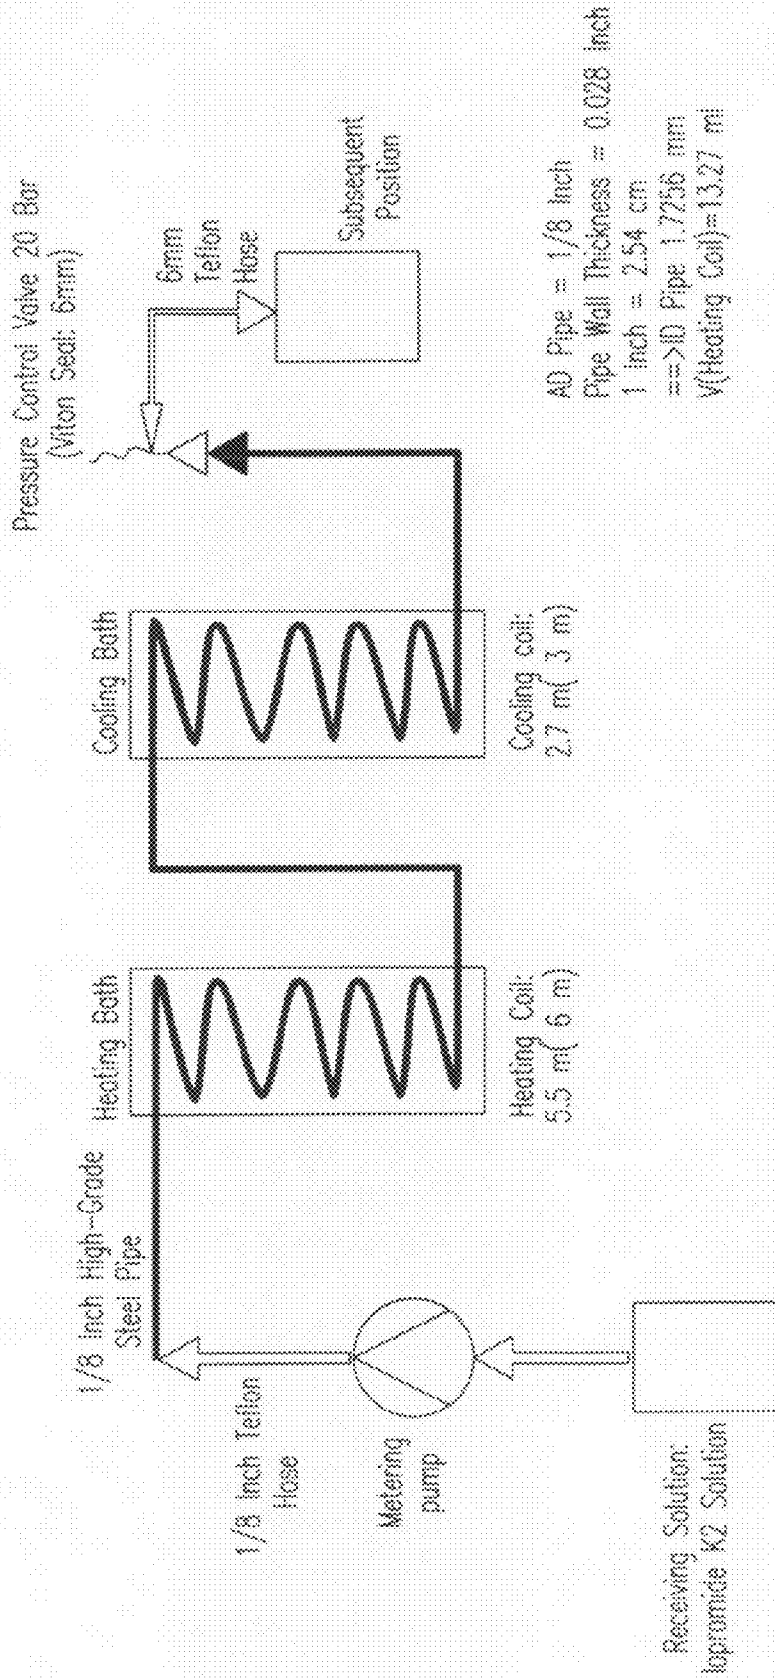 Receiving Solution:
Iopromide K2 Solution
Metering
pump
1/8 Inch Teflon
Hose
1/8 Inch High-Grade
Steel Pipe
Heating Bath
Heating Coil:
5.5 m( 6 m)
Cooling Bath
Cooling coil:
2.7 m( 3 m)
Pressure Control Valve 20 Bar
(Viton Seal: 6mm)
6mm
Teflon
Hose
Subsequent
Position
AD Pipe = 1/8 Inch
Pipe Wall Thickness = 0.028 Inch
1 Inch = 2.54 cm
==>ID Pipe 1.7256 mm
V(Heating Coil)=13.27 ml